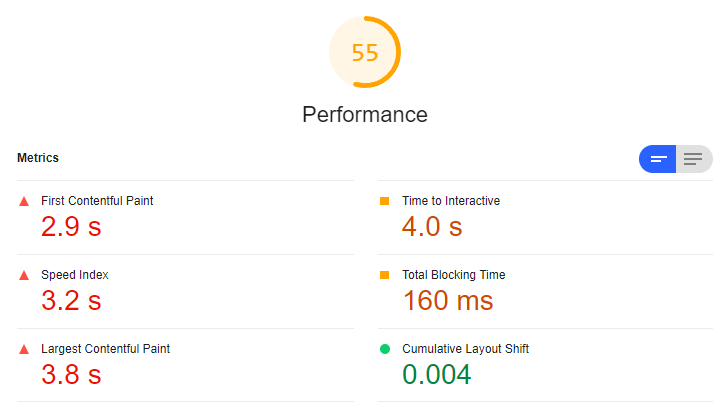 55
Performance
Metrics
First Contentful Paint
2.9 s
Time to Interactive
4.0 s
Speed Index
3.2 s
Total Blocking Time
160 ms
Largest Contentful Paint
3.8 s
Cumulative Layout Shift
0.004